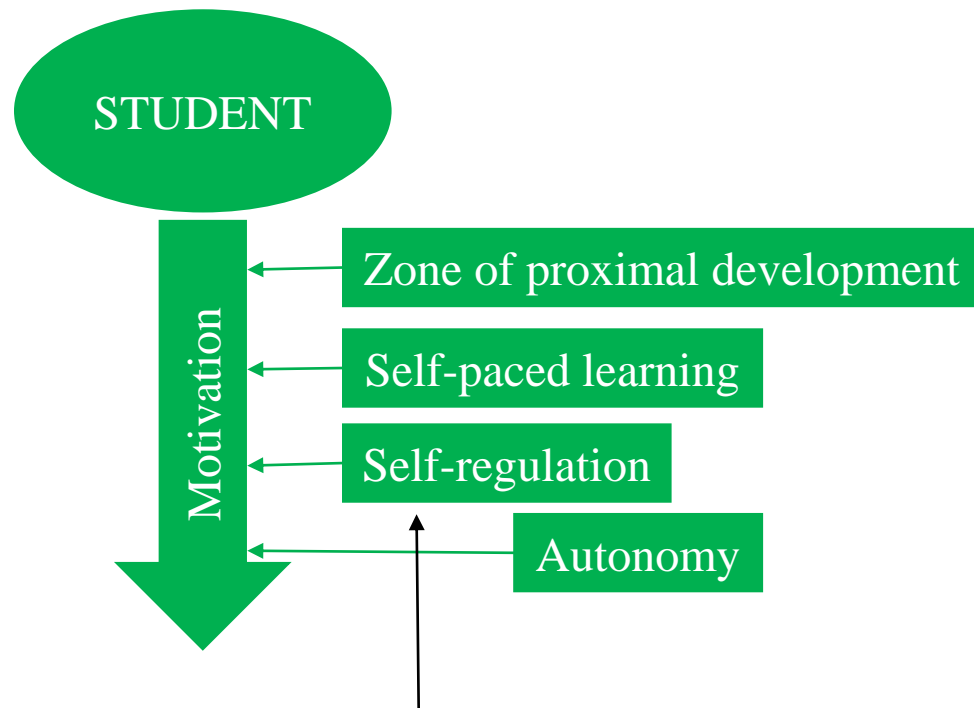 STUDENT
Zone of proximal development
Self-paced learning
Motivation
Self-regulation
Autonomy